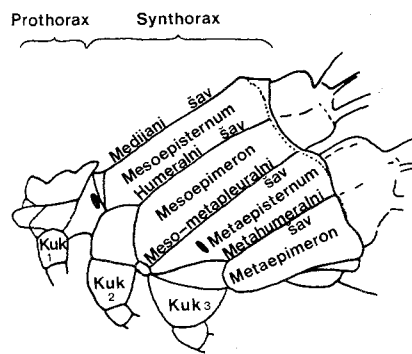 Prothorax Synthorax
Medijani šav
Mesoepisternum
Humeralni šav
Mesoepimeron
Meso-metapleuralni šav
Metaepisternum
Metahumeralni šav
Metaepimeron
Kuk 1
Kuk 2
Kuk 3